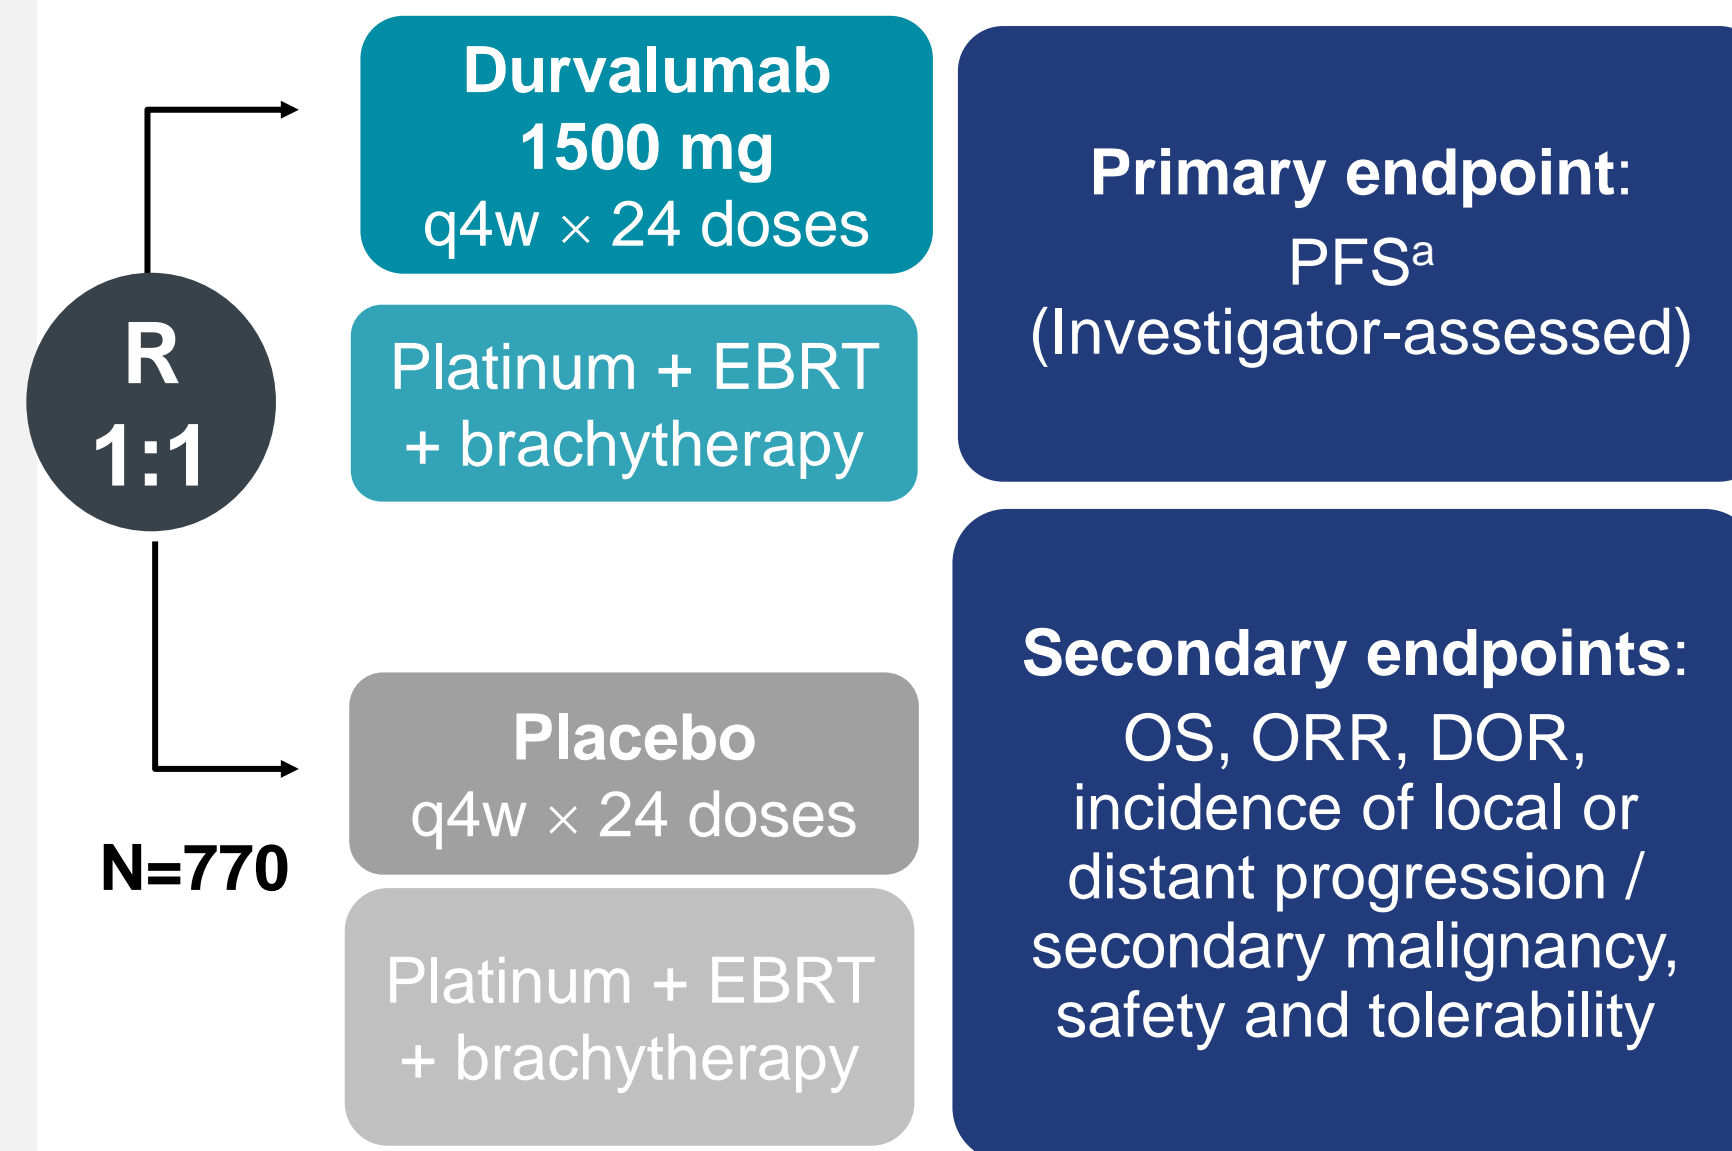 R
1:1
N=770
Durvalumab
1500 mg
q4w × 24 doses
Platinum + EBRT
+ brachytherapy
Placebo
q4w × 24 doses
Platinum + EBRT
+ brachytherapy
Primary endpoint:
PFSᵃ
(Investigator-assessed)
Secondary endpoints:
OS, ORR, DOR,
incidence of local or
distant progression /
secondary malignancy,
safety and tolerability